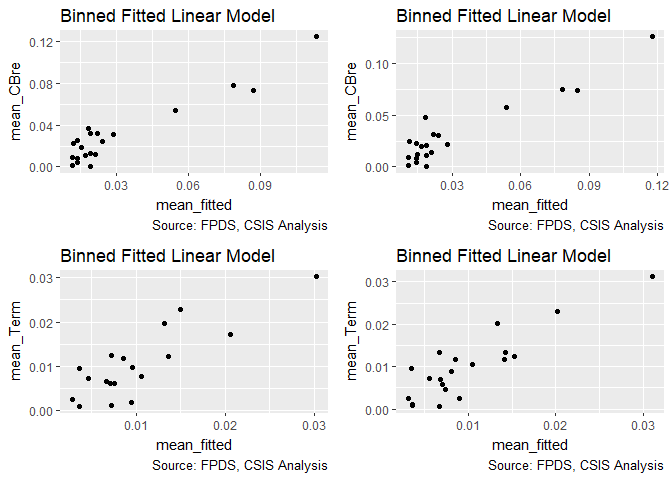 Binned Fitted Linear Model
mean_CBre
0.12
0.08
0.04
0.00
0.03
0.06
0.09
mean_fitted
Source: FPDS, CSIS Analysis
Binned Fitted Linear Model
mean_CBre
0.10
0.05
0.00
0.03
0.06
0.09
0.12
mean_fitted
Source: FPDS, CSIS Analysis
Binned Fitted Linear Model
mean_Term
0.03
0.02
0.01
0.00
0.01
0.02
0.03
mean_fitted
Source: FPDS, CSIS Analysis
Binned Fitted Linear Model
mean_Term
0.03
0.02
0.01
0.00
0.01
0.02
0.03
mean_fitted
Source: FPDS, CSIS Analysis